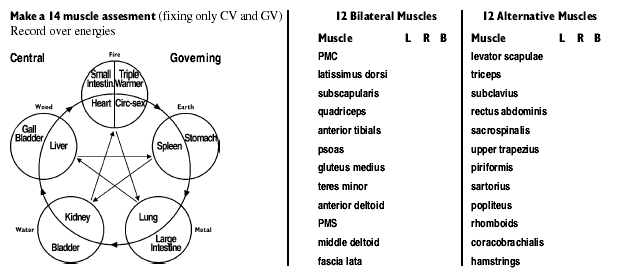 Make a 14 muscle assesment (fixing only CV and GV)
Record over energies
Central
Governing
Fire
Small Intestin.
Triple Warmer
Heart
Circ-sex
Wood
Gall Bladder
Liver
Earth
Spleen
Stomach
Water
Kidney
Bladder
Metal
Lung
Large Intestine
12 Bilateral Muscles
Muscle L R B
PMC
latissimus dorsi
subscapularis
quadriceps
anterior tibials
psoas
gluteus medius
teres minor
anterior deltoid
PMS
middle deltoid
fascia lata
12 Alternative Muscles
Muscle L R B
levator scapulae
triceps
subclavius
rectus abdominis
sacrospinalis
upper trapezius
piriformis
sartorius
popliteus
rhomboids
coracobrachialis
hamstrings